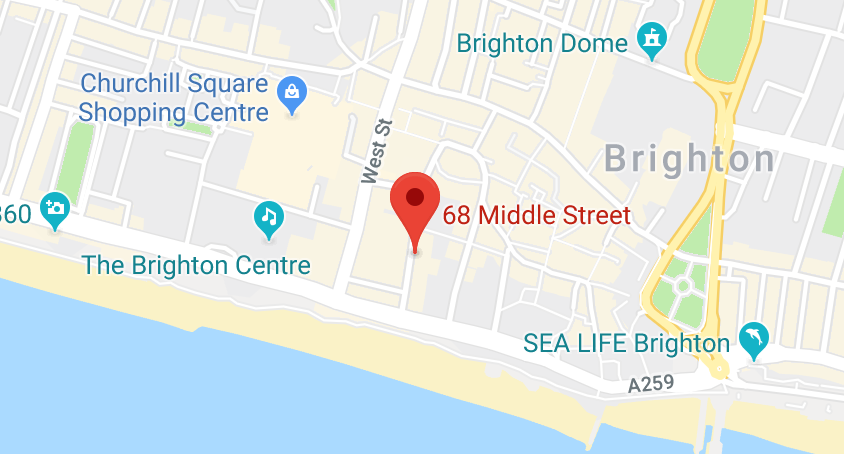 Brighton Dome
Churchill Square
Shopping Centre
West St
Brighton
360
68 Middle Street
The Brighton Centre
SEA LIFE Brighton
A259